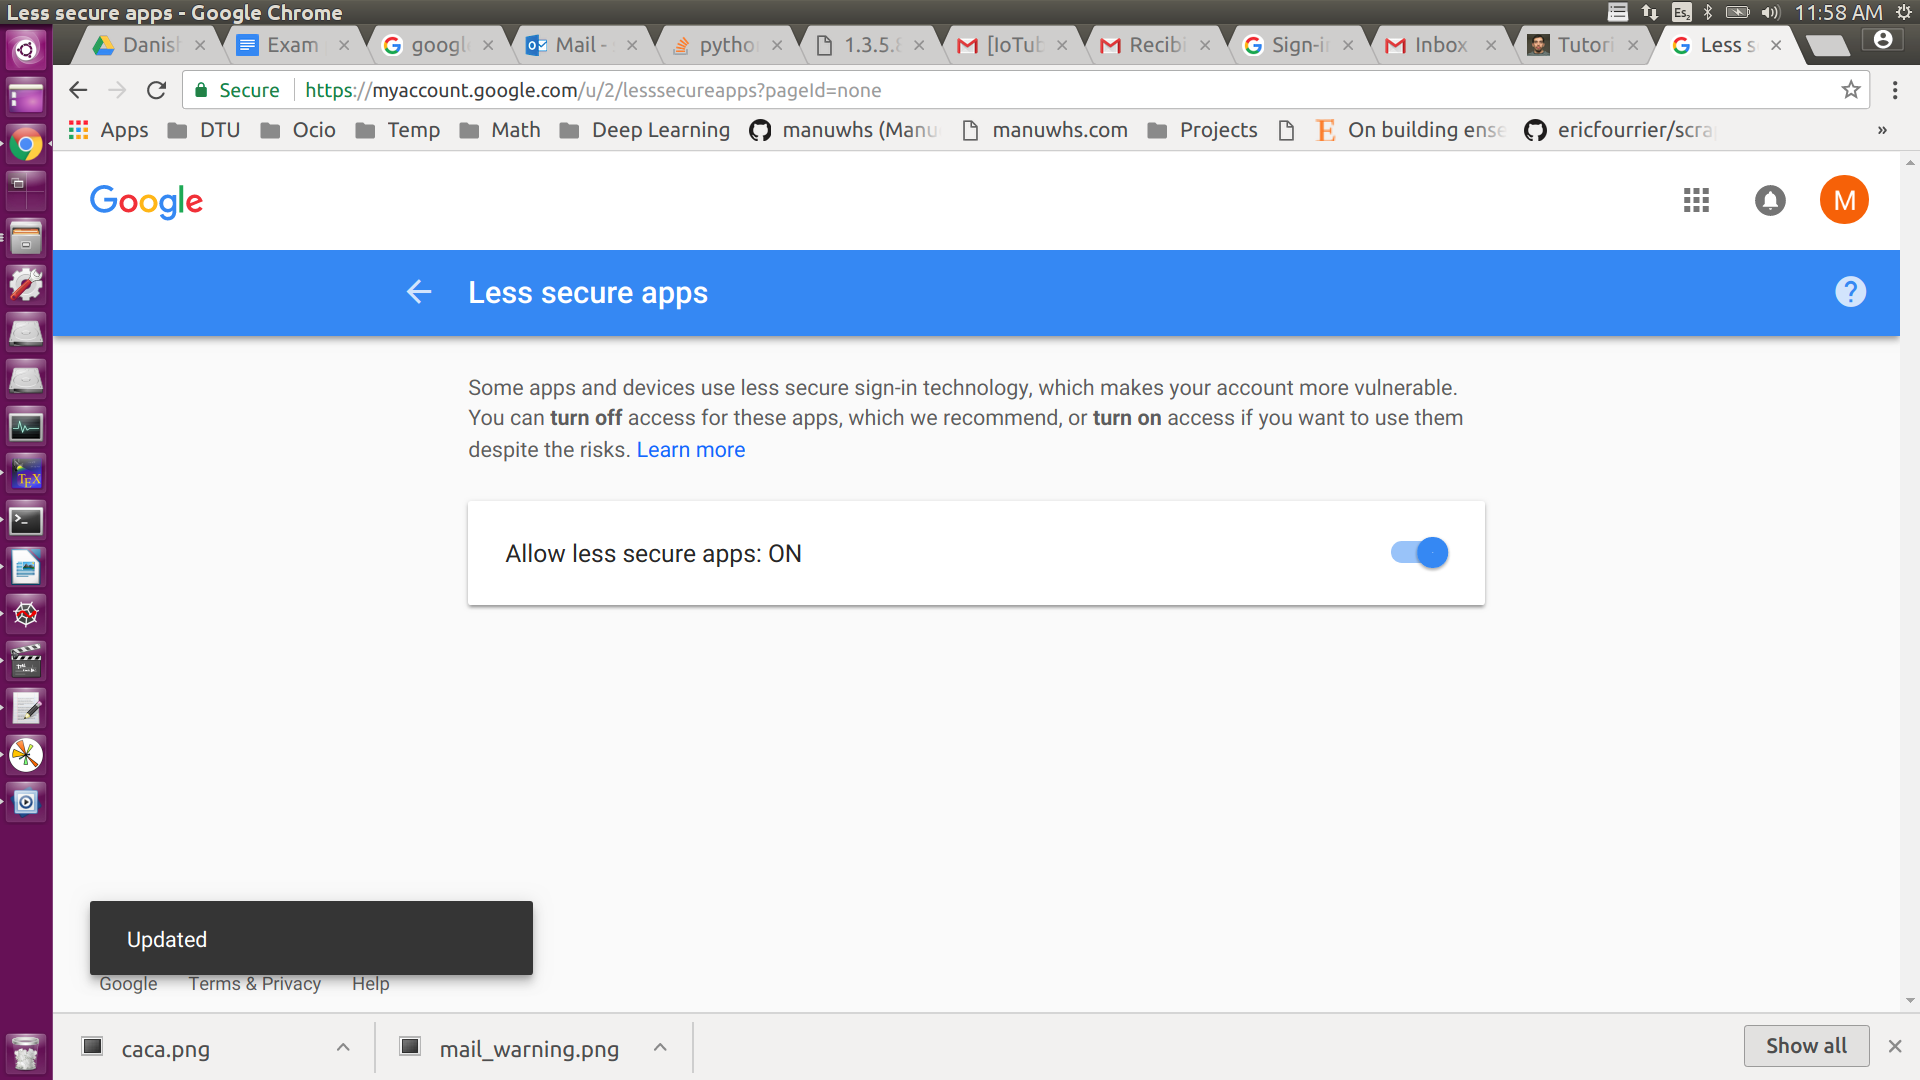 Less secure apps - Google Chrome
Es2
11:58 AM
Danish
Exam
google
Mail -
python
1.3.5.8
[IoTub
Recibi
Sign-i
Inbox
Tutori
Less s
Secure
https://myaccount.google.com/u/2/lesssecureapps?pageId=none
Apps
DTU
Ocio
Temp
Math
Deep Learning
manuwhs (Manu
manuwhs.com
Projects
E
On building ense
ericfourrier/scra
»
Google
M
Less secure apps
?
Some apps and devices use less secure sign-in technology, which makes your account more vulnerable.
You can turn off access for these apps, which we recommend, or turn on access if you want to use them
despite the risks. Learn more
Allow less secure apps: ON
Updated
Google
Terms & Privacy
Help
caca.png
mail_warning.png
Show all